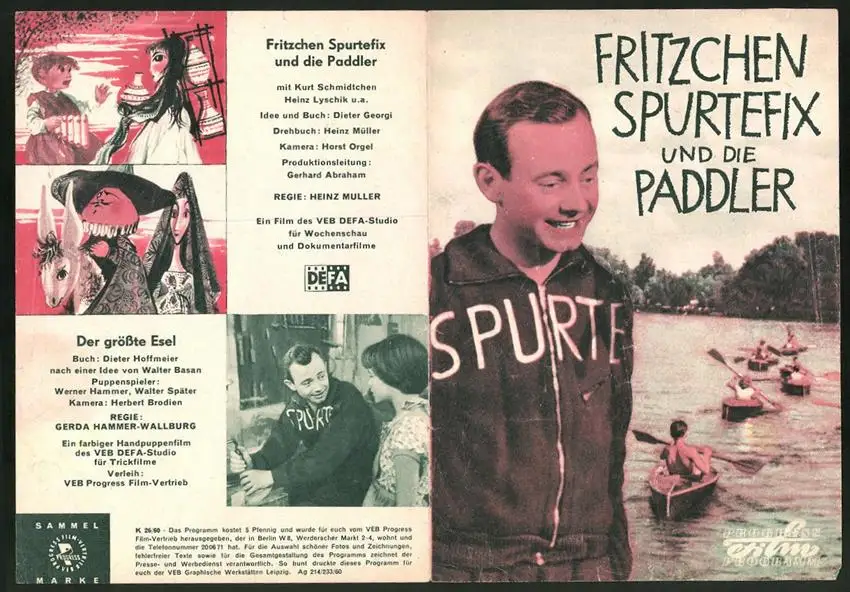 Fritzchen Spurtefix
und die Paddler
mit Kurt Schmidtchen
Heinz Lyschik u.a.
Idee und Buch: Dieter Georgi
Drehbuch: Heinz Müller
Kamera: Horst Orgel
Produktionsleitung:
Gerhard Abraham
REGIE: HEINZ MULLER
Ein Film des VEB DEFA-Studio
für Wochenschau
und Dokumentarfilme
DEFA
Der größte Esel
Buch: Dieter Hoffmeier
nach einer Idee von Walter Basan
Puppenspieler:
Werner Hammer, Walter Später
Kamera: Herbert Brodien
REGIE:
GERDA HAMMER-WALLBURG
Ein farbiger Handpuppenfilm
des VEB DEFA-Studio
für Trickfilme
Verleih:
VEB Progress Film-Vertrieb
SPURT
SAMMEL
PROGRESS FILM-VERTRIEB
PROGRESS
MARKE
K 26/60 - Das Programm kostet 5 Pfennig und wurde für euch vom VEB Progress
Film-Vertrieb herausgegeben, der in Berlin W 8, Werderscher Markt 2-4, wohnt und
die Telefonnummer 200671 hat. Für die Auswahl schöner Fotos und Zeichnungen,
fehlerfreier Texte sowie für die Gesamtgestaltung des Programms zeichnet der
Presse- und Werbedienst verantwortlich. So bunt druckte dieses Programm für
euch der VEB Graphische Werkstätten Leipzig. Ag 214/233/60
FRITZCHEN
SPURTEFIX
UND DIE
PADDLER
SPURTE
PROGRESS
film
PROGRAMM